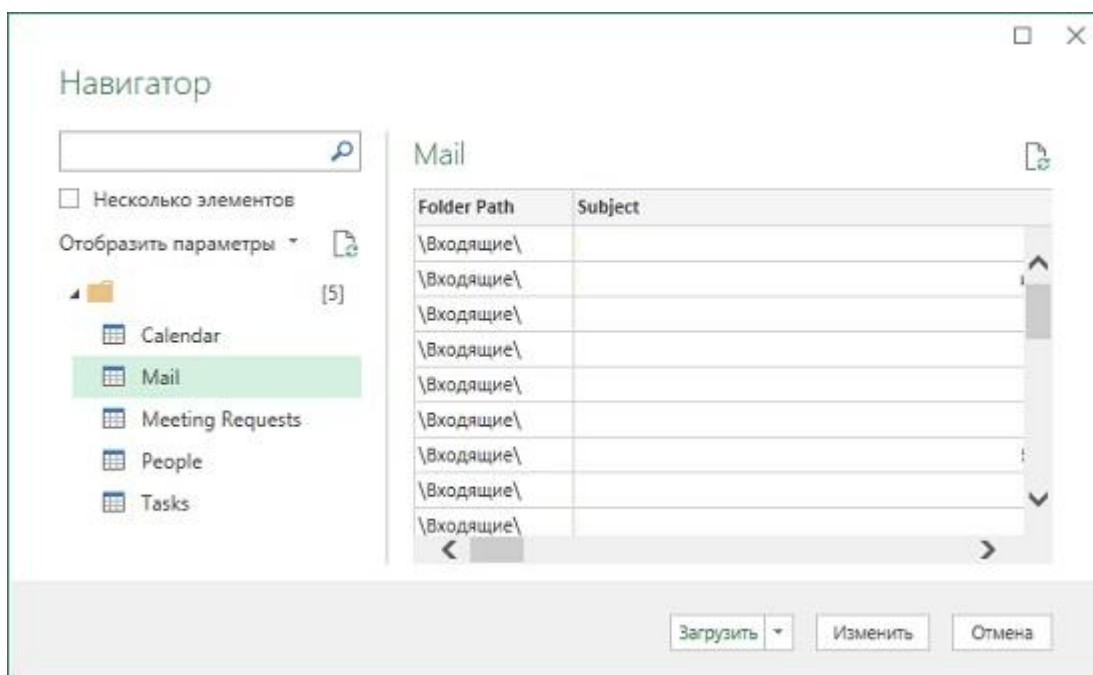 Навигатор
Несколько элементов
Отобразить параметры
[5]
Calendar
Mail
Meeting Requests
People
Tasks
Mail
Folder Path Subject
\Входящие\
\Входящие\
\Входящие\
\Входящие\
\Входящие\
\Входящие\
\Входящие\
\Входящие\
\Входящие\
Загрузить Изменить Отмена